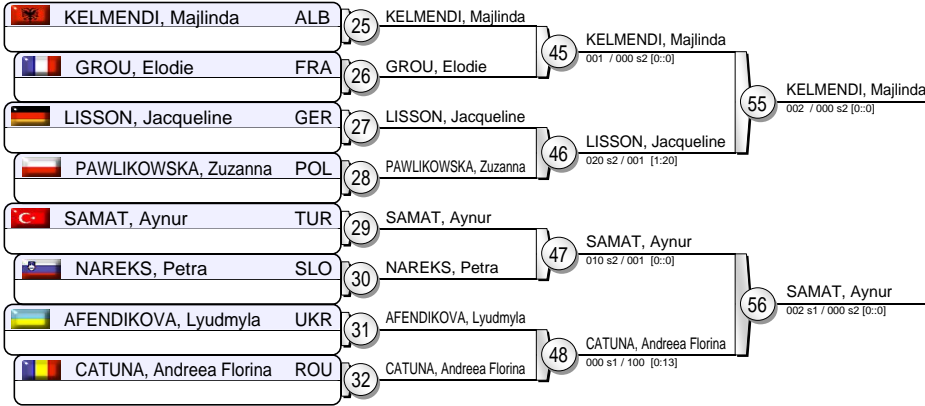 KELMENDI, Majlinda ALB
25
KELMENDI, Majlinda
GROU, Elodie FRA
26
GROU, Elodie
45
KELMENDI, Majlinda
001 / 000 s2 [0::0]
LISSON, Jacqueline GER
27
LISSON, Jacqueline
PAWLIKOWSKA, Zuzanna POL
28
PAWLIKOWSKA, Zuzanna
46
LISSON, Jacqueline
020 s2 / 001 [1:20]
55
KELMENDI, Majlinda
002 / 000 s2 [0::0]
SAMAT, Aynur TUR
29
SAMAT, Aynur
NAREKS, Petra SLO
30
NAREKS, Petra
47
SAMAT, Aynur
010 s2 / 001 [0::0]
AFENDIKOVA, Lyudmyla UKR
31
AFENDIKOVA, Lyudmyla
CATUNA, Andreea Florina ROU
32
CATUNA, Andreea Florina
48
CATUNA, Andreea Florina
000 s1 / 100 [0:13]
56
SAMAT, Aynur
002 s1 / 000 s2 [0::0]